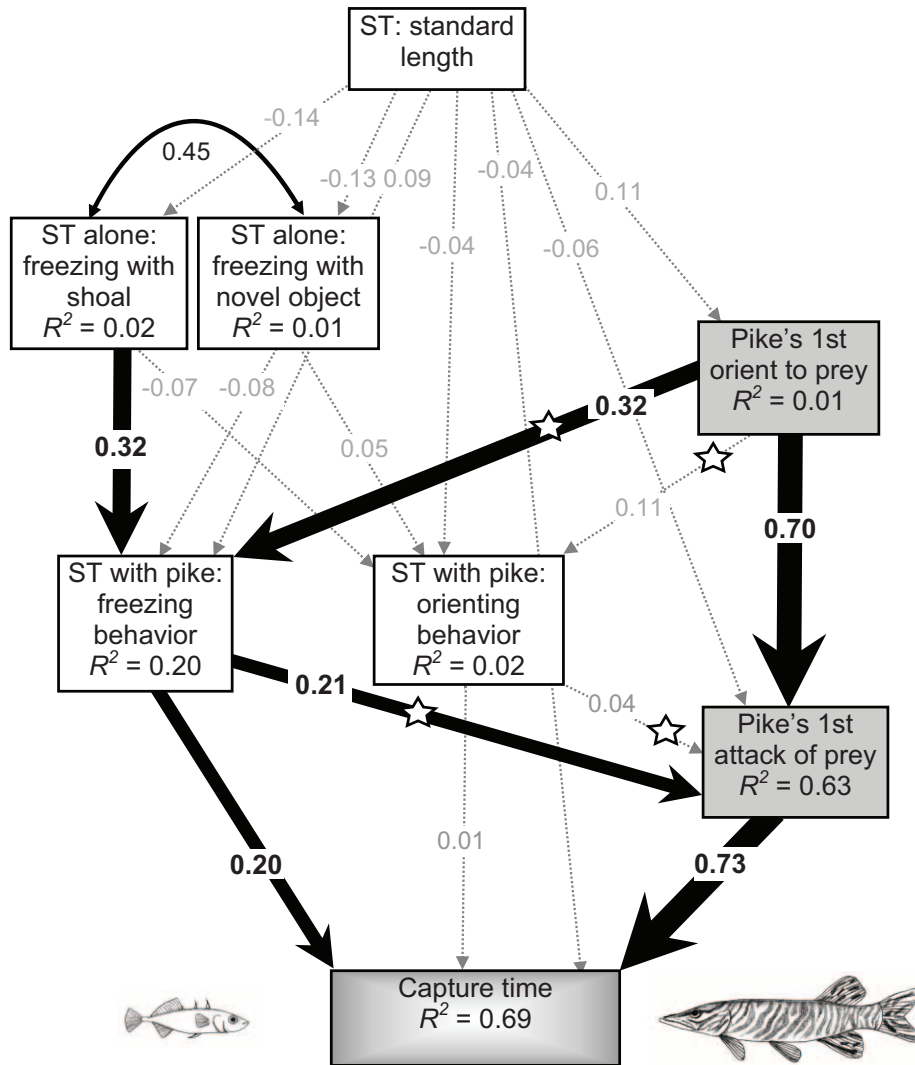 ST: standard
length
-0.14
0.45
-0.13
0.09
-0.04
-0.04
0.11
-0.06
ST alone:
freezing with
shoal
R² = 0.02
ST alone:
freezing with
novel object
R² = 0.01
Pike's 1st
orient to prey
R² = 0.01
-0.07
-0.08
0.32
0.32
0.05
0.11
0.70
ST with pike:
freezing
behavior
R² = 0.20
ST with pike:
orienting
behavior
R² = 0.02
0.21
0.04
Pike's 1st
attack of prey
R² = 0.63
0.01
0.20
0.73
Capture time
R² = 0.69